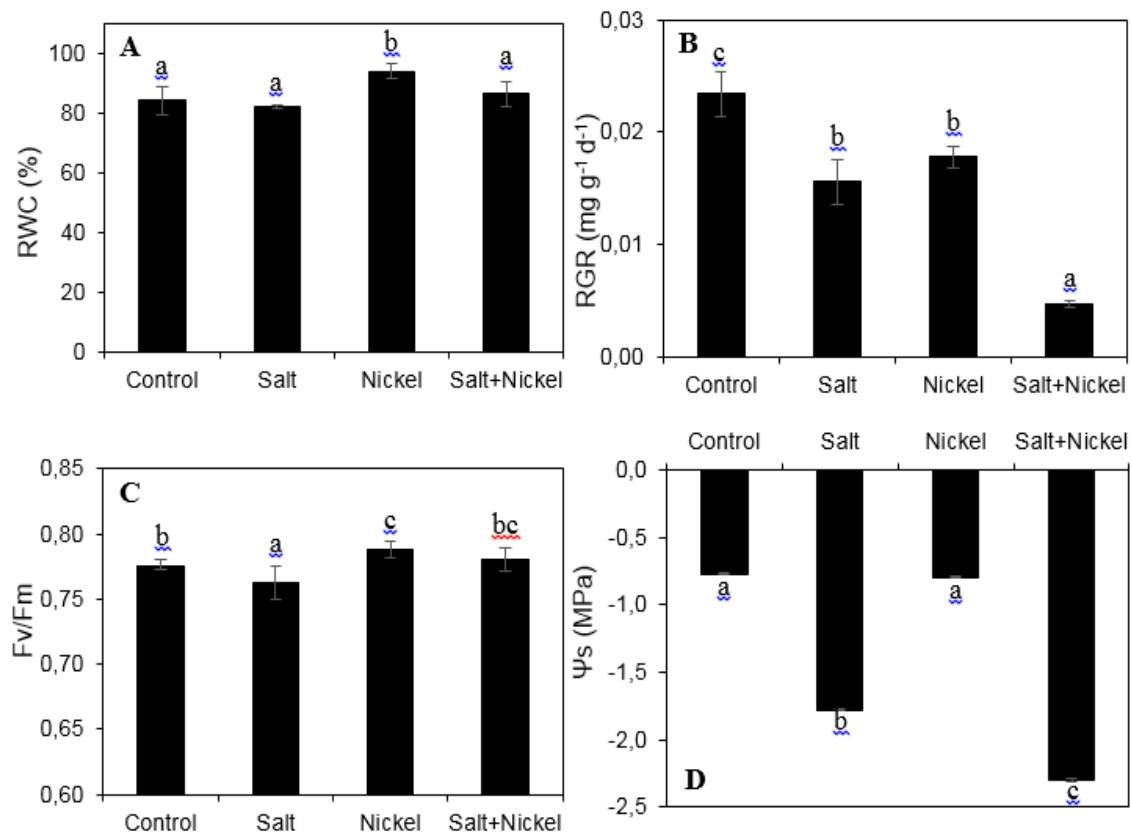 A
RWC (%)
100
80
60
40
20
0
a
a
b
a
Control
Salt
Nickel
Salt+Nickel
B
RGR (mg g⁻¹ d⁻¹)
0,03
0,02
0,01
0,00
c
b
b
a
Control
Salt
Nickel
Salt+Nickel
C
Fv/Fm
0,85
0,80
0,75
0,70
0,65
0,60
b
a
c
bc
Control
Salt
Nickel
Salt+Nickel
Control
Salt
Nickel
Salt+Nickel
Ψs (MPa)
0,0
-0,5
-1,0
-1,5
-2,0
-2,5
a
b
a
c
D